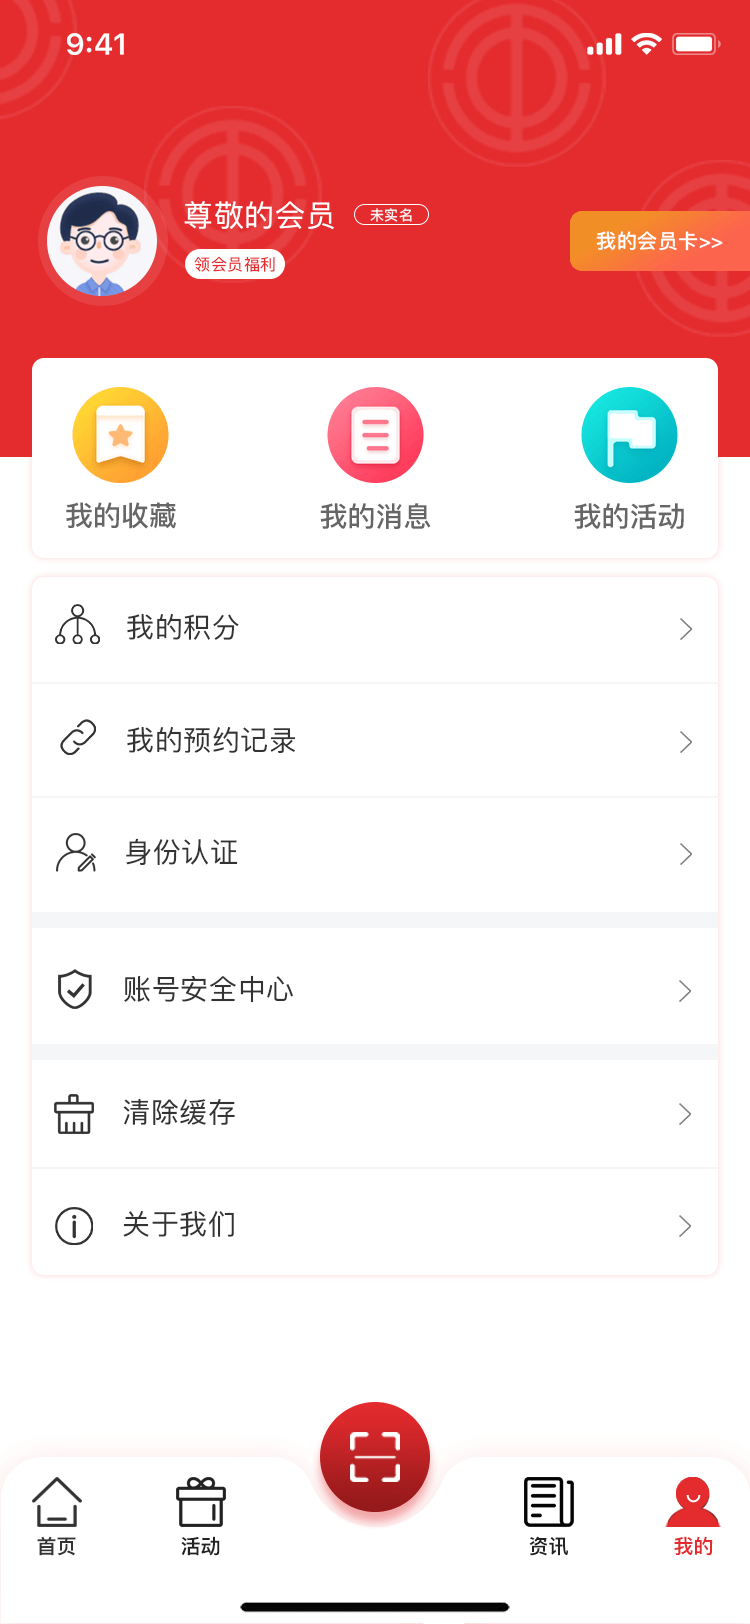 9:41
尊敬的会员
未实名
领会员福利
我的会员卡>>
我的收藏
我的消息
我的活动
我的积分
我的预约记录
身份认证
账号安全中心
清除缓存
关于我们
首页
活动
资讯
我的